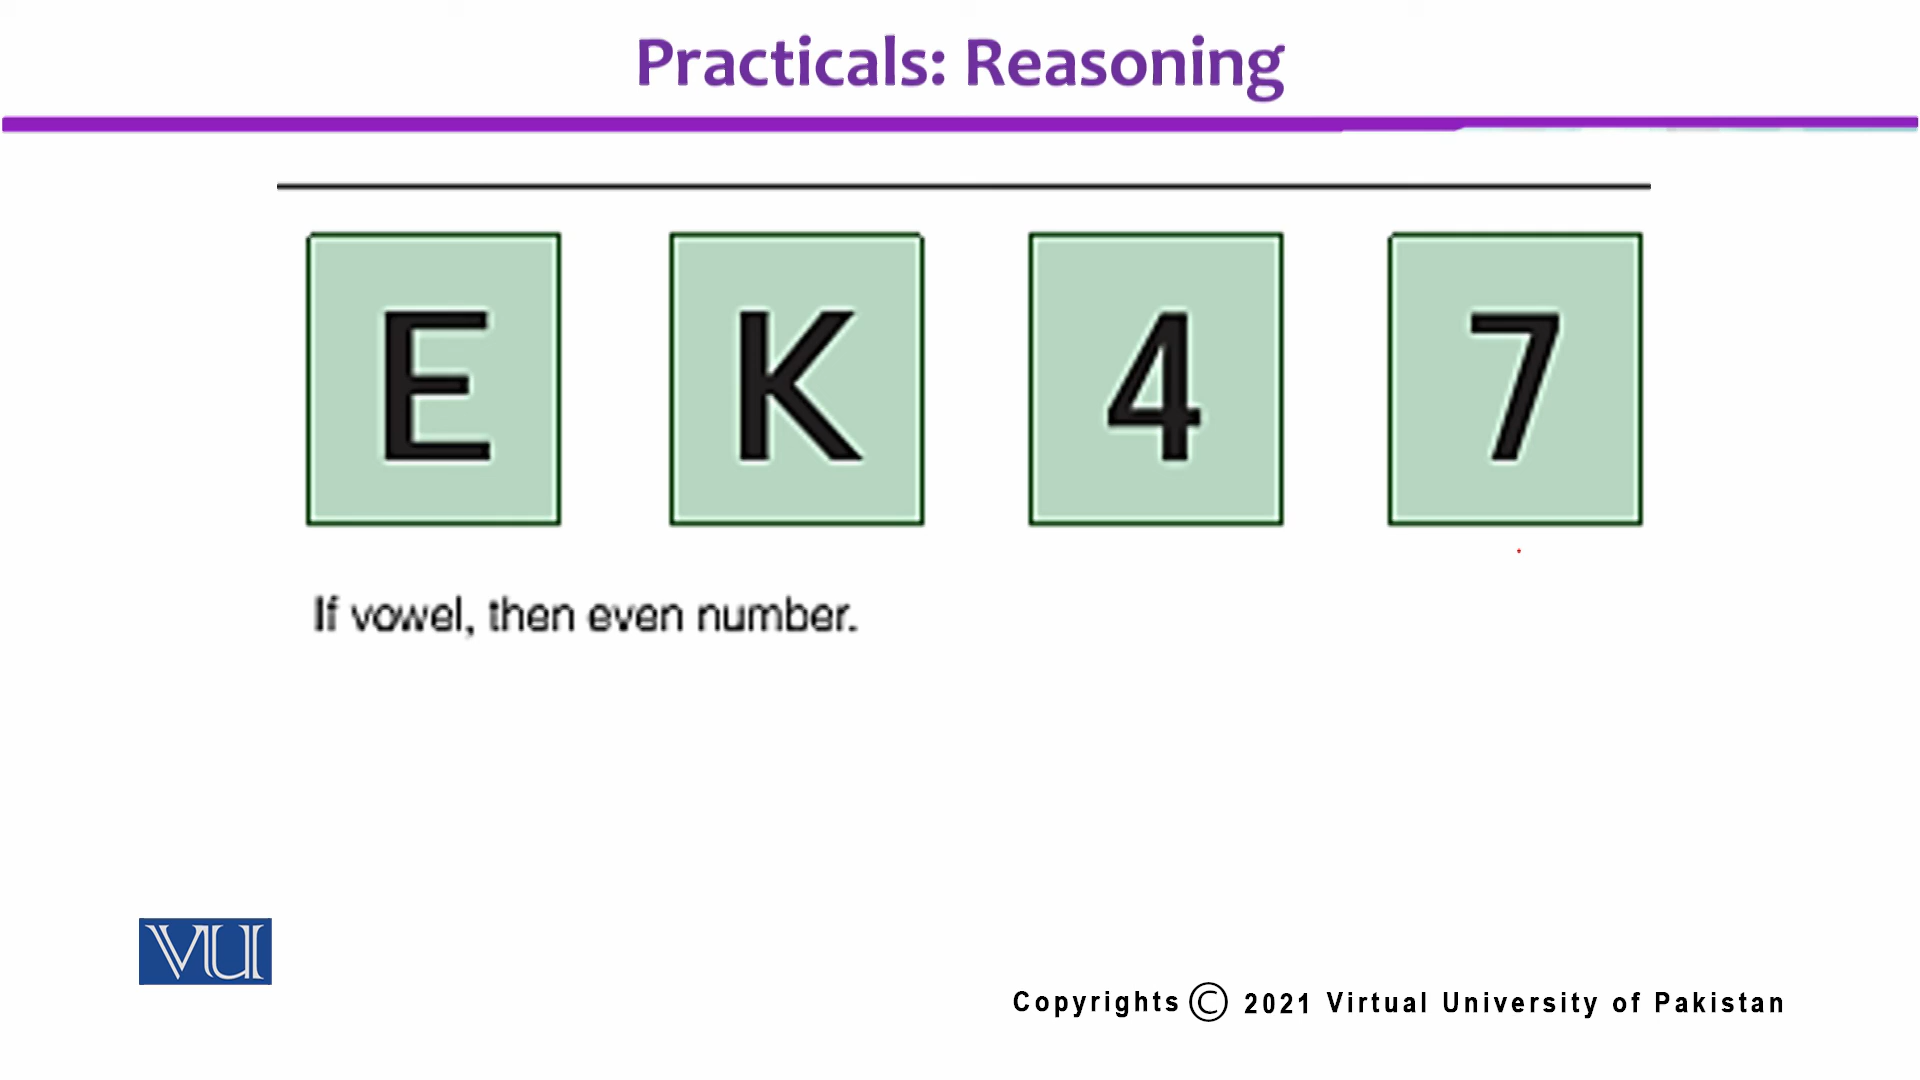 Practicals: Reasoning
E K 4 7
If vowel, then even number.
VU
Copyrights © 2021 Virtual University of Pakistan